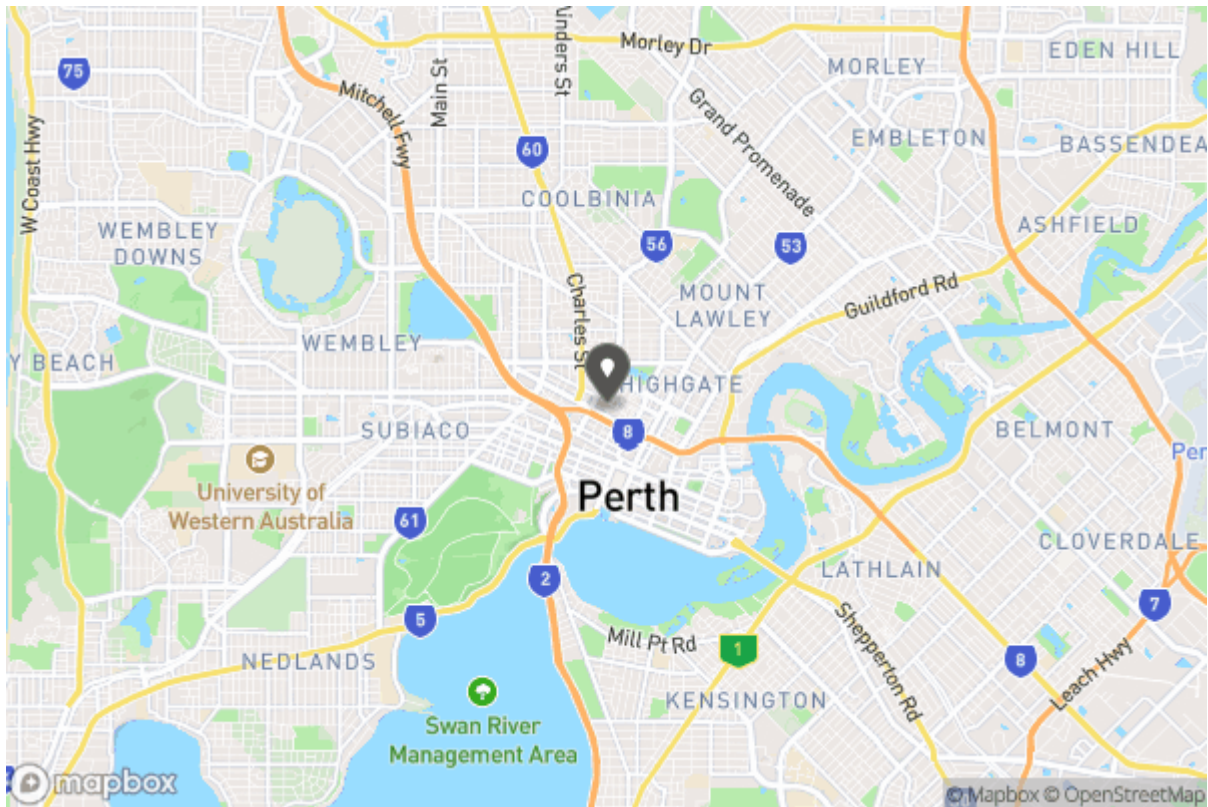 Morley Dr
EDEN HILL
75
Main St
inders St
MORLEY
Mitchell Fwy
Grand Promenade
EMBLETON
60
BASSENDEA
W Coast Hwy
COOLBINIA
WEMBLEY
DOWNS
56
53
ASHFIELD
Charles St
MOUNT
LAWLEY
Guildford Rd
WEMBLEY
Y BEACH
HIGHGATE
SUBIACO
8
BELMONT
Per
University of
Western Australia
Perth
61
CLOVERDALE
2
LATHLAIN
5
7
Mill Pt Rd
1
Shepperton Rd
NEDLANDS
8
Leach Hwy
KENSINGTON
Swan River
Management Area
mapbox
© Mapbox © OpenStreetMap